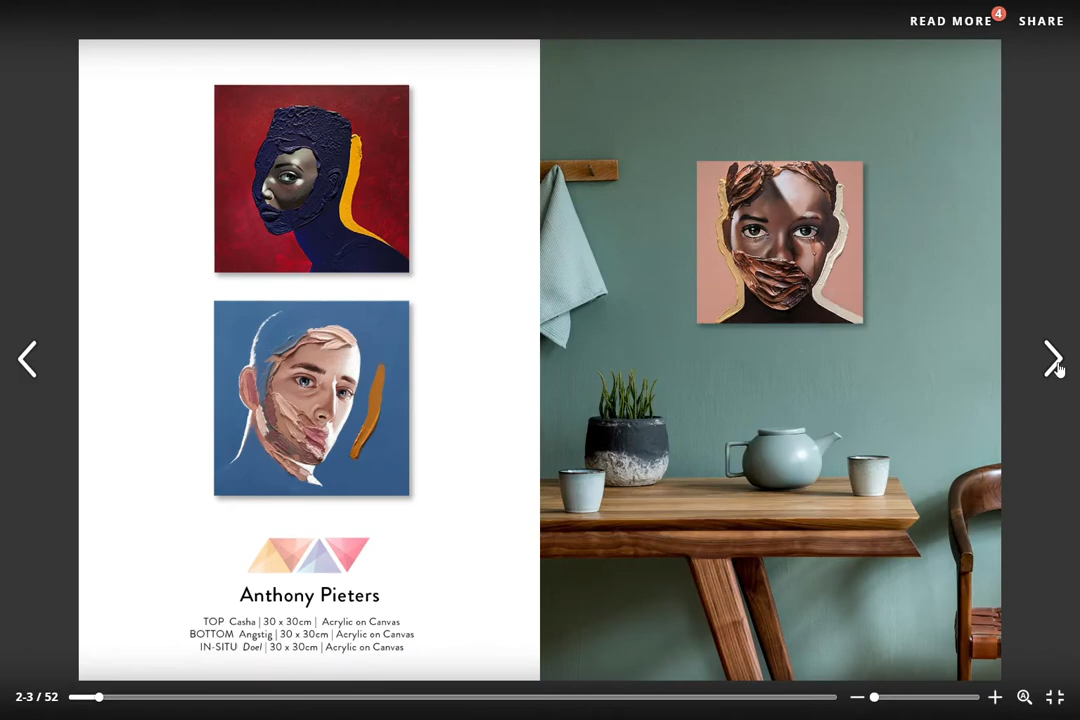 READ MORE 4 SHARE
Anthony Pieters
TOP Casha | 30 x 30cm | Acrylic on Canvas
BOTTOM Angstig | 30 x 30cm | Acrylic on Canvas
IN-SITU Doel | 30 x 30cm | Acrylic on Canvas
2-3 / 52